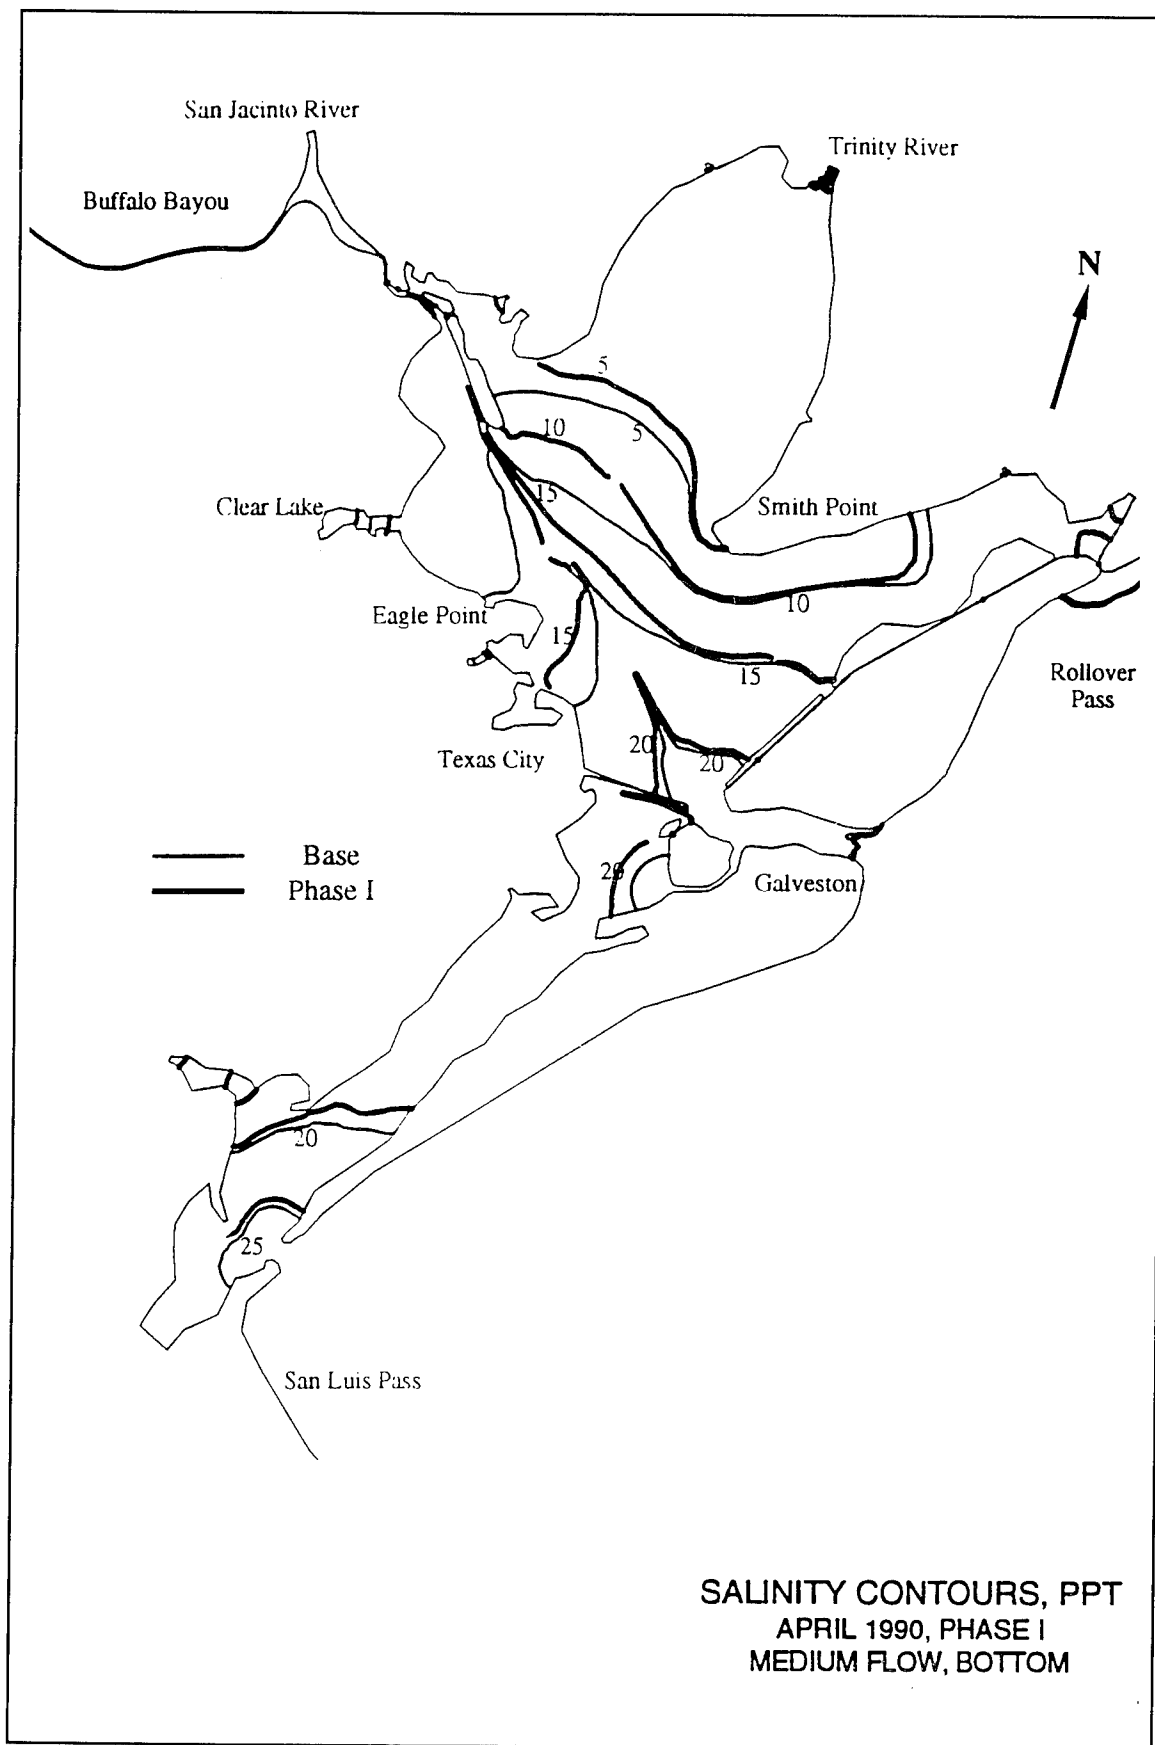 San Jacinto River
Trinity River
Buffalo Bayou
N
5
10
5
Clear Lake
15
Smith Point
10
Eagle Point
15
15
Rollover
Pass
20
20
Texas City
Base
Phase I
20
Galveston
20
25
San Luis Pass
SALINITY CONTOURS, PPT
APRIL 1990, PHASE I
MEDIUM FLOW, BOTTOM